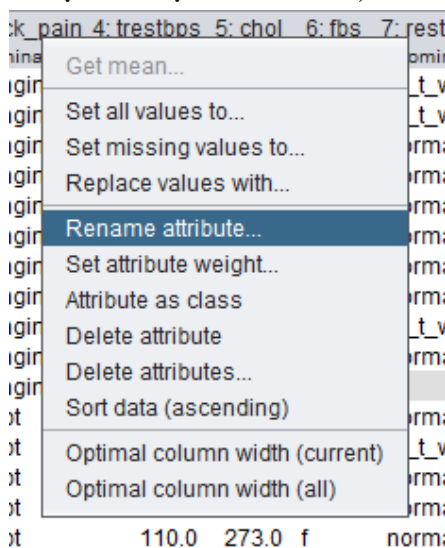 pain 4: trestbps 5: chol 6: fbs 7: rest
Get mean...
Set all values to...
Set missing values to...
Replace values with...
Rename attribute...
Set attribute weight...
Attribute as class
Delete attribute
Delete attributes...
Sort data (ascending)
Optimal column width (current)
Optimal column width (all)
110.0 273.0 f norma